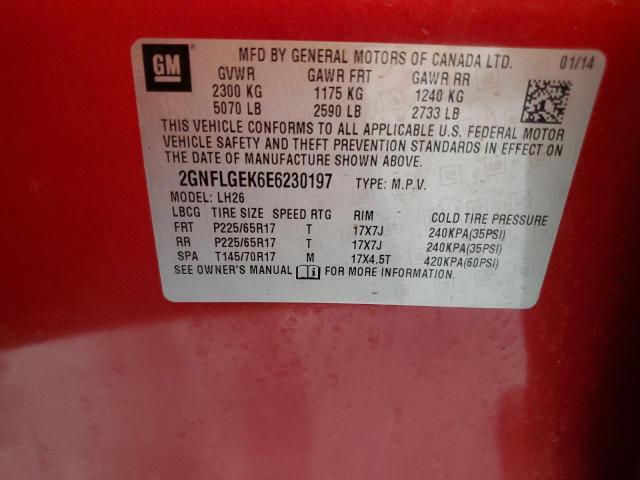 GM
MFD BY GENERAL MOTORS OF CANADA LTD. 01/14
GVWR GAWR FRT GAWR RR
2300 KG 1175 KG 1240 KG
5070 LB 2590 LB 2733 LB
THIS VEHICLE CONFORMS TO ALL APPLICABLE U.S. FEDERAL MOTOR
VEHICLE SAFETY AND THEFT PREVENTION STANDARDS IN EFFECT ON
THE DATE OF MANUFACTURE SHOWN ABOVE.
2GNFLGEK6E6230197 TYPE: M.P.V.
MODEL: LH26
LBCG TIRE SIZE SPEED RTG RIM COLD TIRE PRESSURE
FRT P225/65R17 T 17X7J 240KPA(35PSI)
RR P225/65R17 T 17X7J 240KPA(35PSI)
SPA T145/70R17 M 17X4.5T 420KPA(60PSI)
SEE OWNER'S MANUAL FOR MORE INFORMATION.